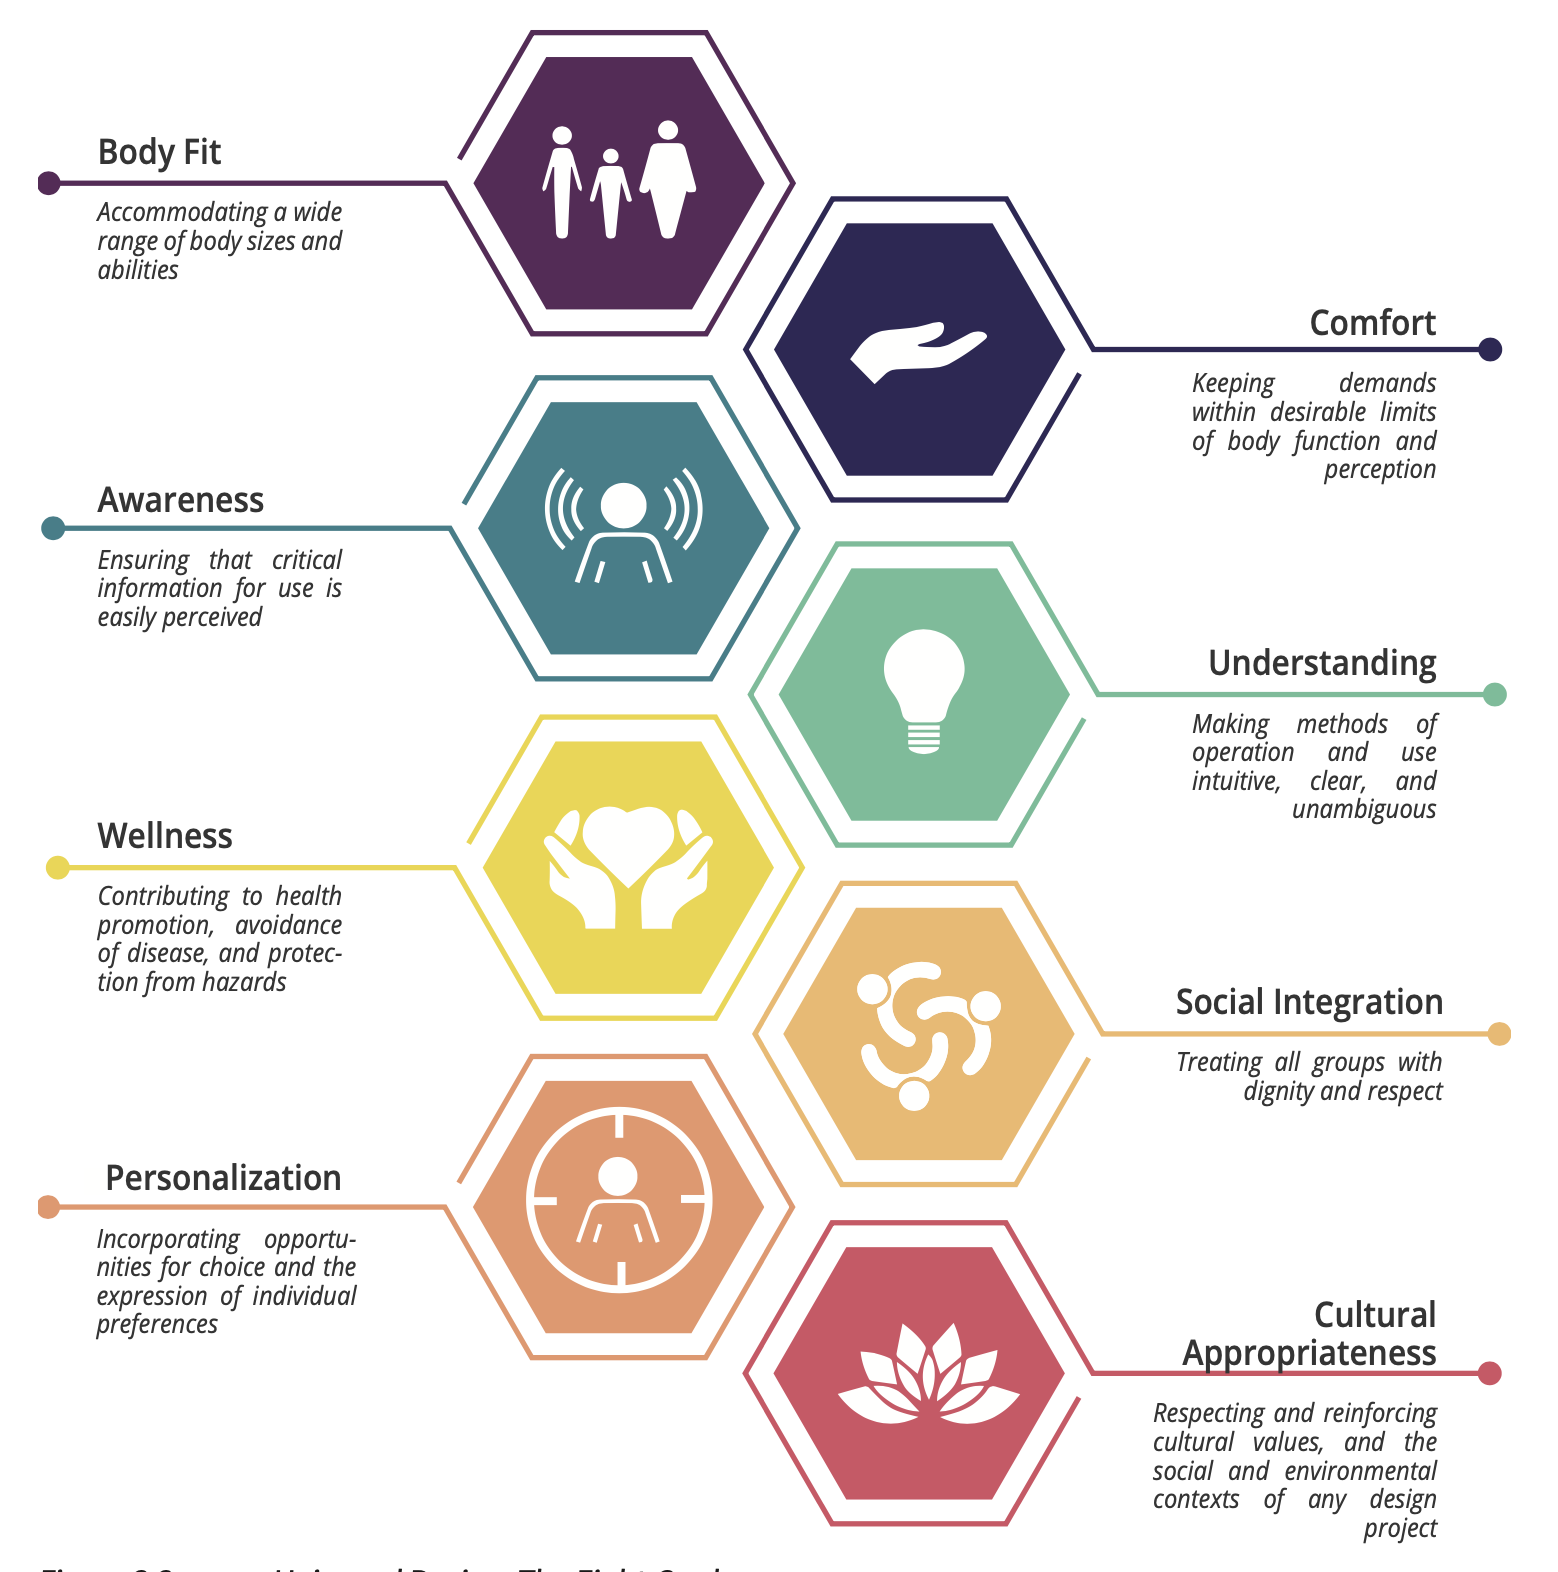 Body Fit
Accommodating a wide
range of body sizes and
abilities
Comfort
Keeping demands
within desirable limits
of body function and
perception
Awareness
Ensuring that critical
information for use is
easily perceived
Understanding
Making methods of
operation and use
intuitive, clear, and
unambiguous
Wellness
Contributing to health
promotion, avoidance
of disease, and protec-
tion from hazards
Social Integration
Treating all groups with
dignity and respect
Personalization
Incorporating opportu-
nities for choice and the
expression of individual
preferences
Cultural
Appropriateness
Respecting and reinforcing
cultural values, and the
social and environmental
contexts of any design
project